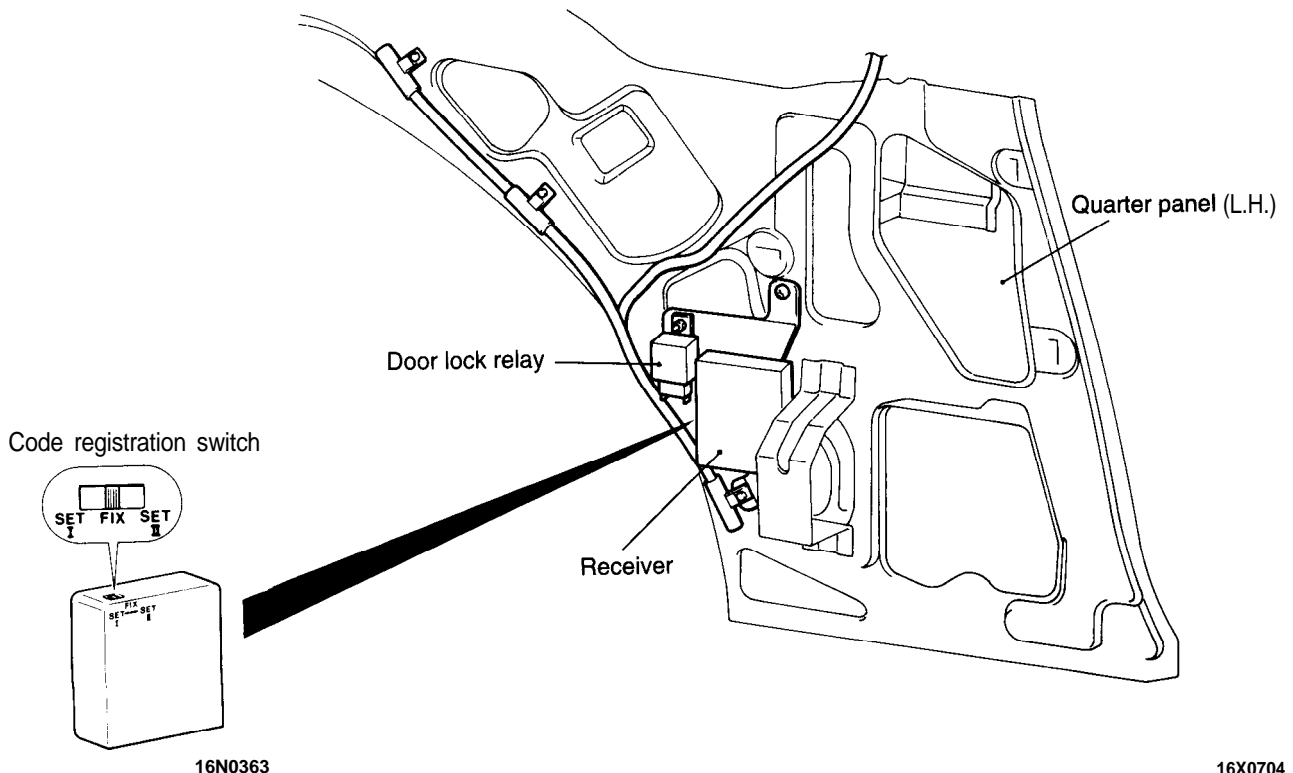 Quarter panel (L.H.)
Door lock relay
Code registration switch
SET FIX SET
I II
Receiver
FIX
SET SET
I II
16N0363
16X0704